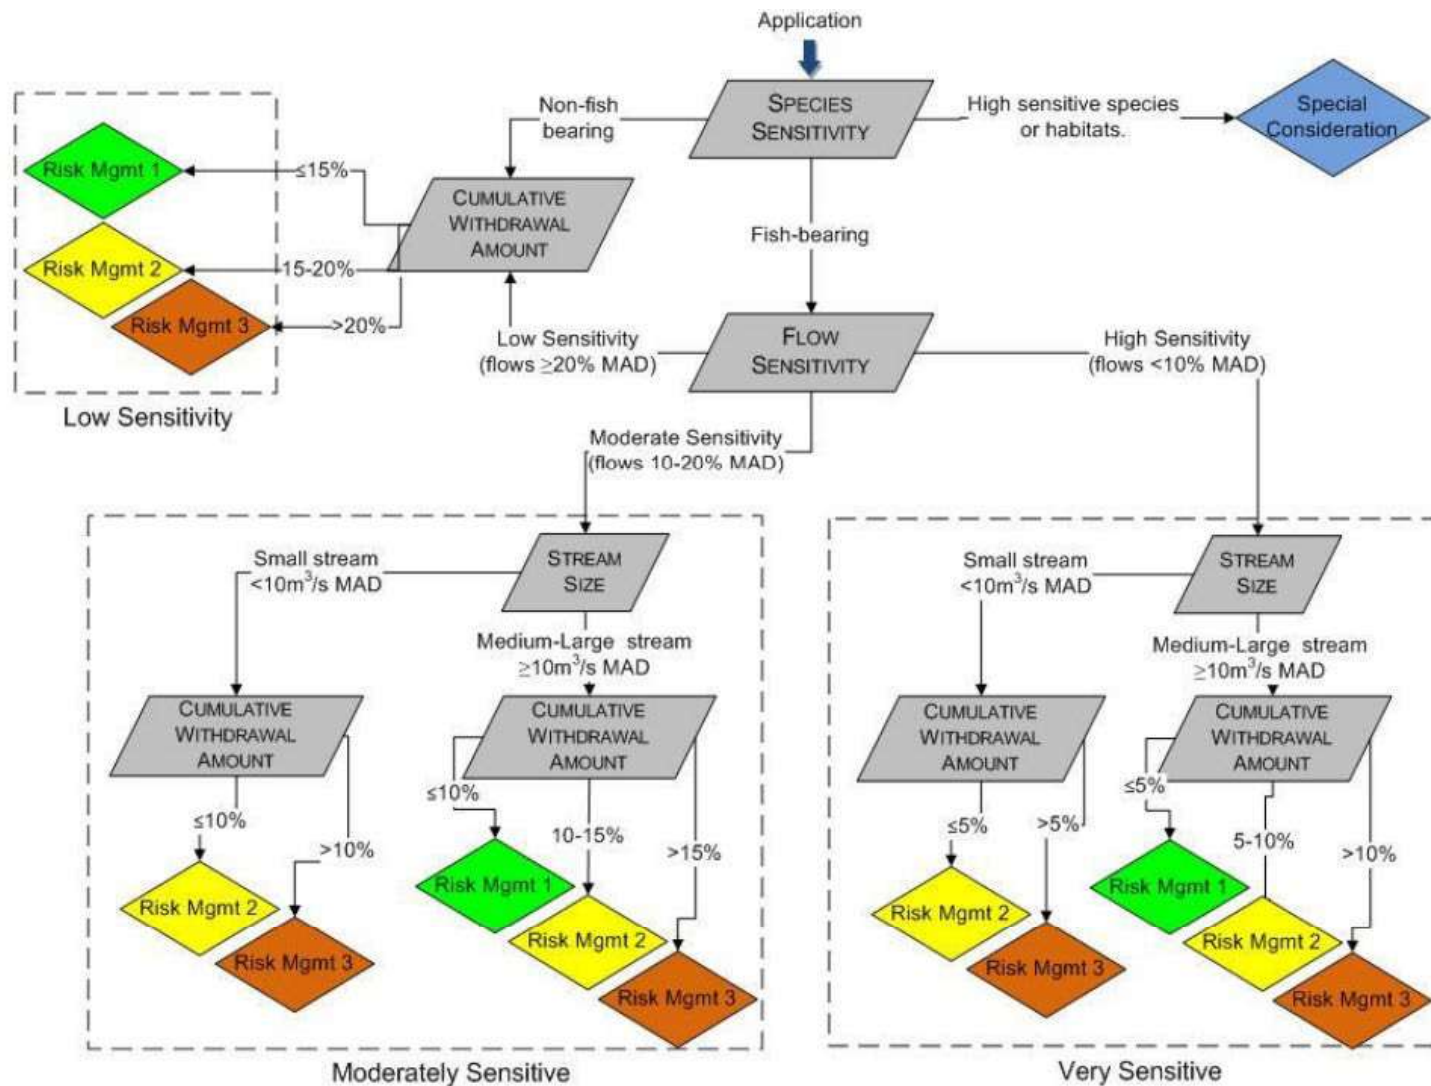 Application
SPECIES
SENSITIVITY
Non-fish
bearing
High sensitive species
or habitats.
Special
Consideration
Risk Mgmt 1
≤15%
CUMULATIVE
WITHDRAWAL
AMOUNT
Fish-bearing
Risk Mgmt 2
15-20%
Risk Mgmt 3
>20%
Low Sensitivity
Low Sensitivity
(flows ≥20% MAD)
FLOW
SENSITIVITY
High Sensitivity
(flows <10% MAD)
Moderate Sensitivity
(flows 10-20% MAD)
STREAM
SIZE
Small stream
<10m³/s MAD
Medium-Large stream
≥10m³/s MAD
CUMULATIVE
WITHDRAWAL
AMOUNT
CUMULATIVE
WITHDRAWAL
AMOUNT
≤10%
>10%
≤10%
10-15%
>15%
Risk Mgmt 2
Risk Mgmt 3
Risk Mgmt 1
Risk Mgmt 2
Risk Mgmt 3
Moderately Sensitive
STREAM
SIZE
Small stream
<10m³/s MAD
Medium-Large stream
≥10m³/s MAD
CUMULATIVE
WITHDRAWAL
AMOUNT
CUMULATIVE
WITHDRAWAL
AMOUNT
≤5%
>5%
≤5%
5-10%
>10%
Risk Mgmt 2
Risk Mgmt 3
Risk Mgmt 1
Risk Mgmt 2
Risk Mgmt 3
Very Sensitive